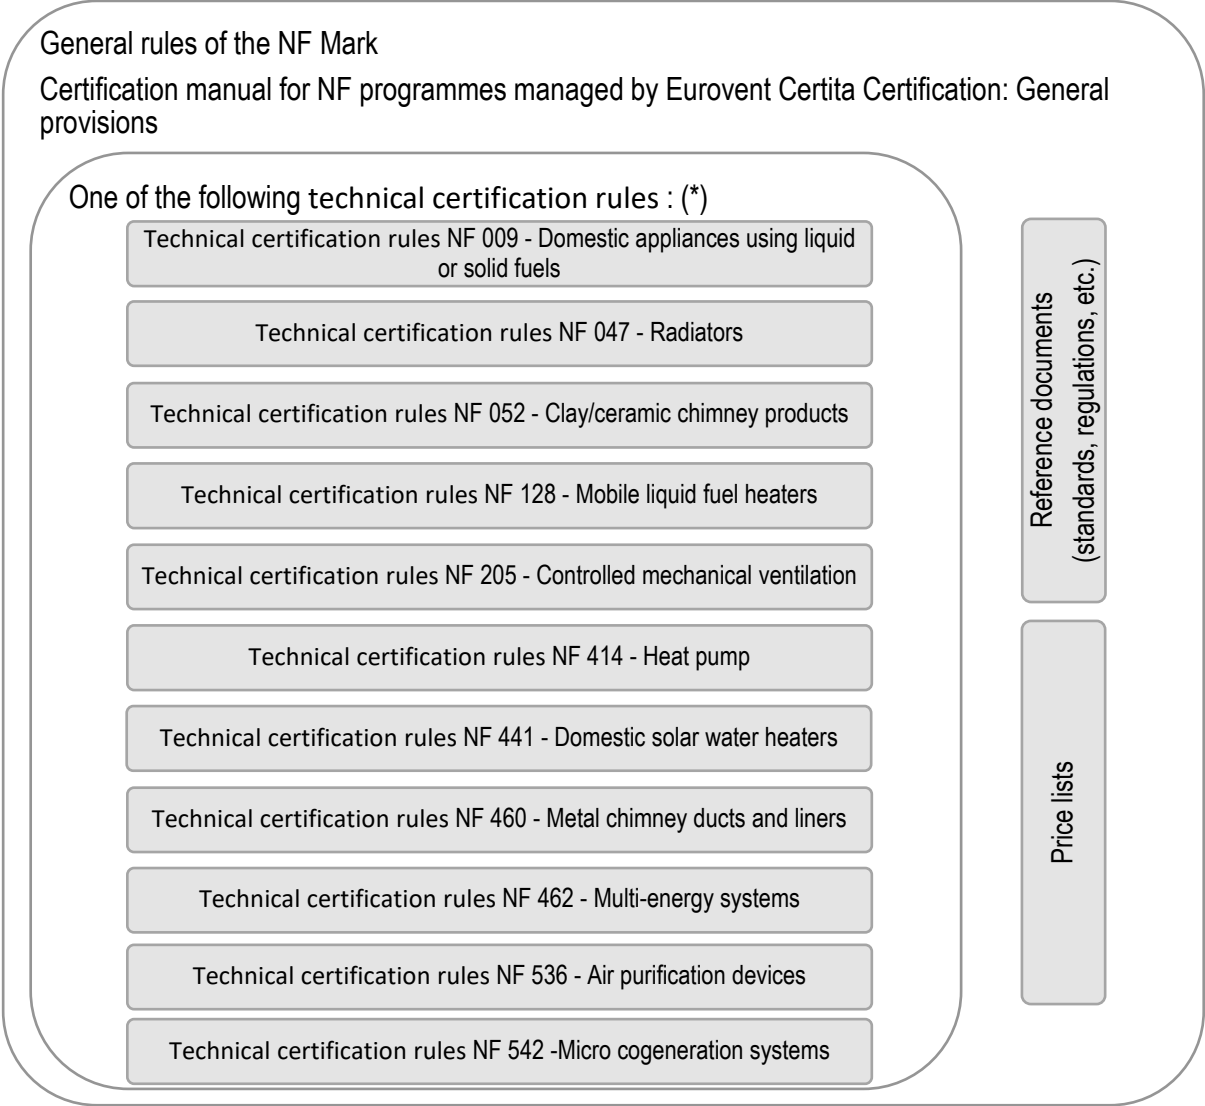 General rules of the NF Mark
Certification manual for NF programmes managed by Eurovent Certita Certification: General
provisions
One of the following technical certification rules : (*)
Technical certification rules NF 009 - Domestic appliances using liquid
or solid fuels
Technical certification rules NF 047 - Radiators
Technical certification rules NF 052 - Clay/ceramic chimney products
Technical certification rules NF 128 - Mobile liquid fuel heaters
Technical certification rules NF 205 - Controlled mechanical ventilation
Technical certification rules NF 414 - Heat pump
Technical certification rules NF 441 - Domestic solar water heaters
Technical certification rules NF 460 - Metal chimney ducts and liners
Technical certification rules NF 462 - Multi-energy systems
Technical certification rules NF 536 - Air purification devices
Technical certification rules NF 542 -Micro cogeneration systems
Reference documents
(standards, regulations, etc.)
Price lists